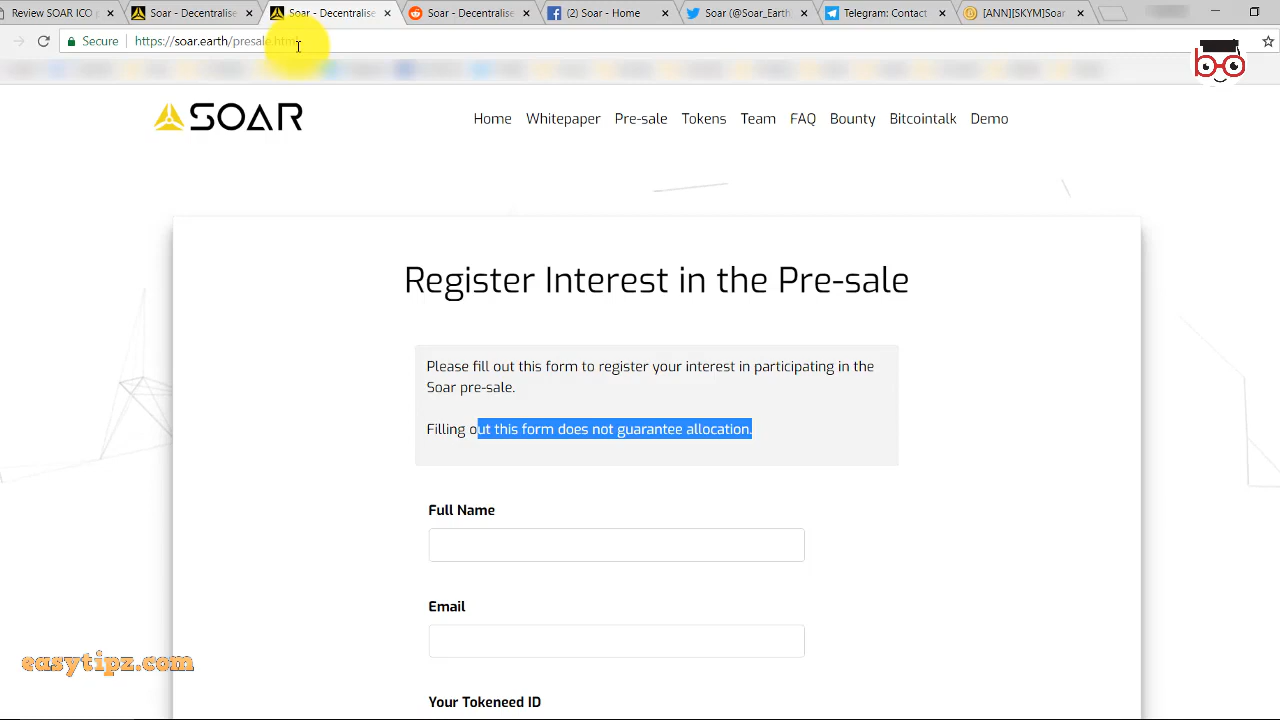 Review SOAR ICO
Soar - Decentralise
Soar - Decentralise
Soar - Decentralise
(2) Soar - Home
(@Soar_Earth
Telegram: Contact
[ANN][SKYM]Soar
Secure
https://soar.earth/presale.html
SOAR
Home
Whitepaper
Pre-sale
Tokens
Team
FAQ
Bounty
Bitcointalk
Demo
Register Interest in the Pre-sale
Please fill out this form to register your interest in participating in the
Soar pre-sale.
Filling out this form does not guarantee allocation.
Full Name
Email
Your Tokeneed ID
easytipz.com